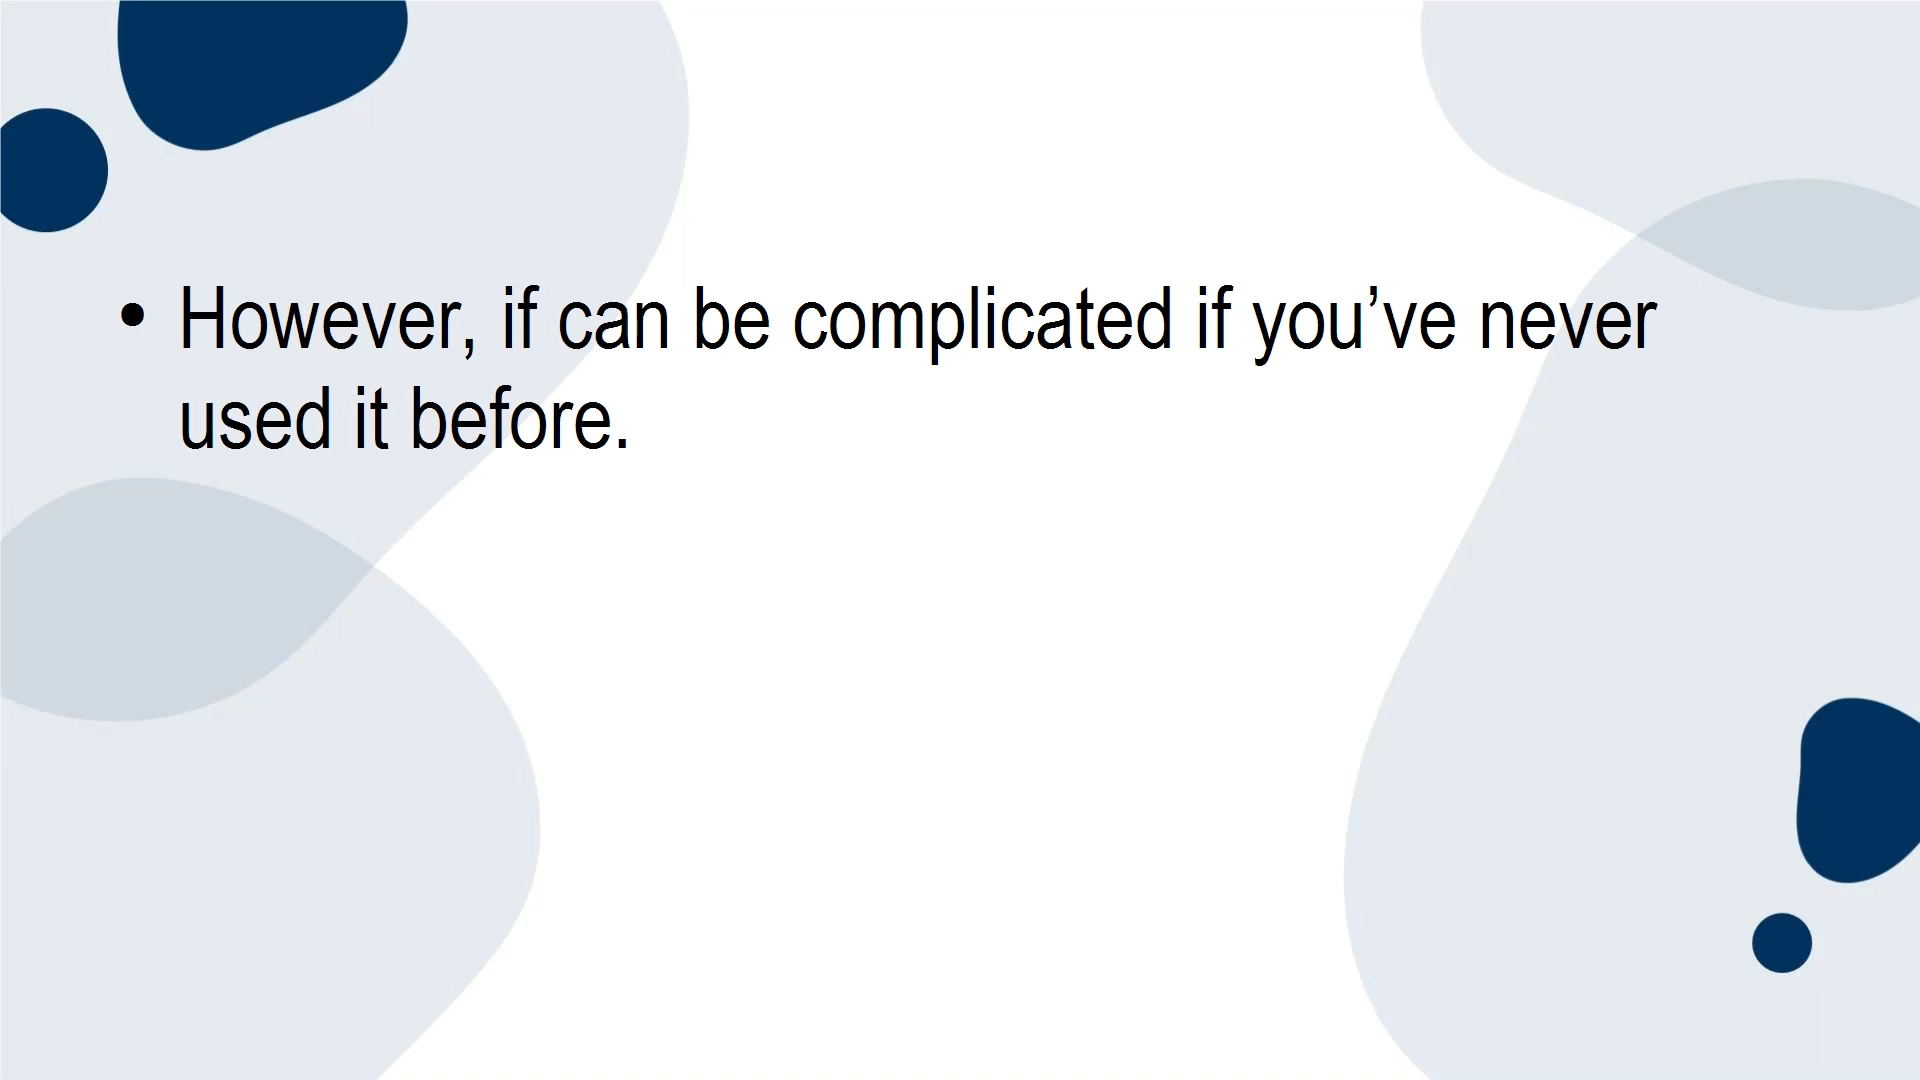 • However, if can be complicated if you’ve never
used it before.